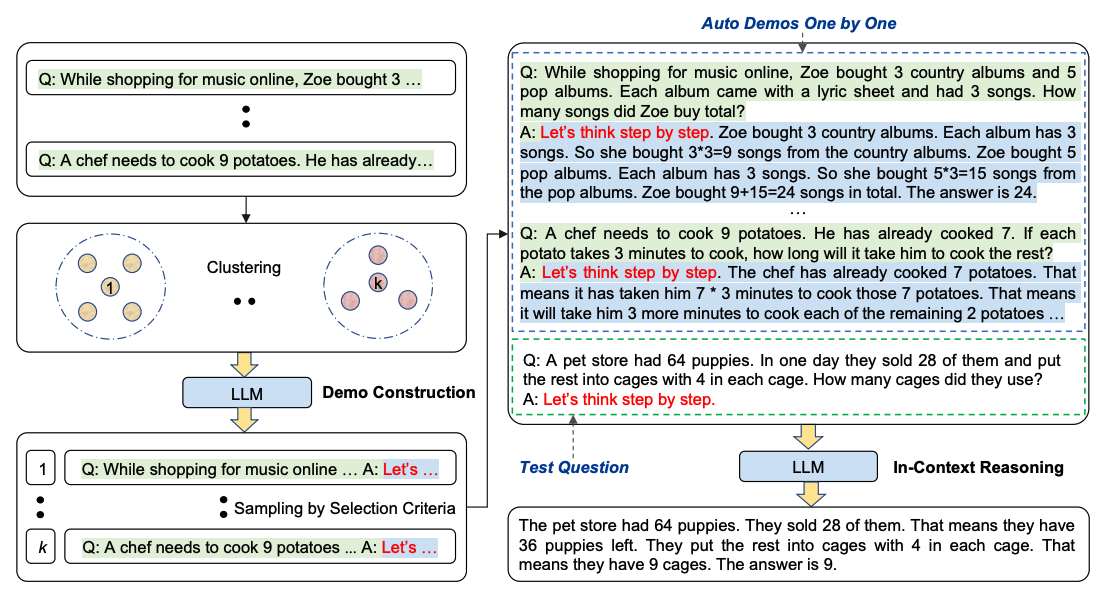 Q: While shopping for music online, Zoe bought 3 …
Q: A chef needs to cook 9 potatoes. He has already…
1
Clustering
k
LLM
Demo Construction
1
Q: While shopping for music online … A: Let's …
Sampling by Selection Criteria
k
Q: A chef needs to cook 9 potatoes ... A: Let's …
Auto Demos One by One
Q: While shopping for music online, Zoe bought 3 country albums and 5
pop albums. Each album came with a lyric sheet and had 3 songs. How
many songs did Zoe buy total?
A: Let's think step by step. Zoe bought 3 country albums. Each album has 3
songs. So she bought 3*3=9 songs from the country albums. Zoe bought 5
pop albums. Each album has 3 songs. So she bought 5*3=15 songs from
the pop albums. Zoe bought 9+15=24 songs in total. The answer is 24.
…
Q: A chef needs to cook 9 potatoes. He has already cooked 7. If each
potato takes 3 minutes to cook, how long will it take him to cook the rest?
A: Let's think step by step. The chef has already cooked 7 potatoes. That
means it has taken him 7 * 3 minutes to cook those 7 potatoes. That means
it will take him 3 more minutes to cook each of the remaining 2 potatoes …
Q: A pet store had 64 puppies. In one day they sold 28 of them and put
the rest into cages with 4 in each cage. How many cages did they use?
A: Let's think step by step.
Test Question
LLM
In-Context Reasoning
The pet store had 64 puppies. They sold 28 of them. That means they have
36 puppies left. They put the rest into cages with 4 in each cage. That
means they have 9 cages. The answer is 9.